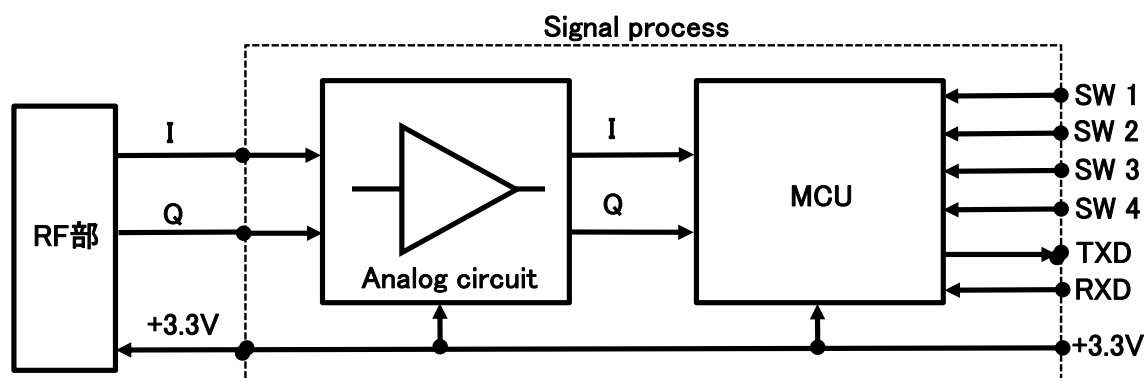 Signal process
RF部
I
Q
+3.3V
Analog circuit
I
Q
MCU
SW 1
SW 2
SW 3
SW 4
TXD
RXD
+3.3V